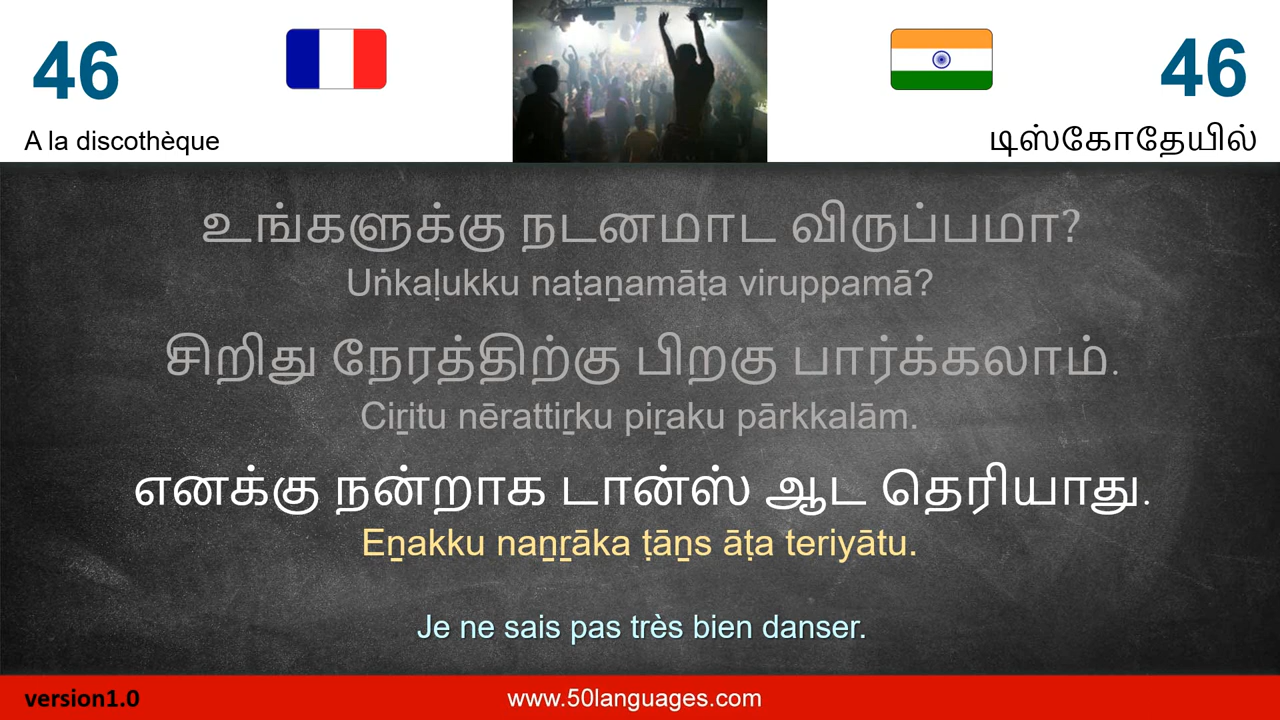 46
46
A la discothèque
டிஸ்கோதேயில்
உங்களுக்கு நடனமாட விருப்பமா?
Uṅkaḷukku naṭaṉamāṭa viruppamā?
சிறிது நேரத்திற்கு பிறகு பார்க்கலாம்.
Ciṟitu nērattiṟku piṟaku pārkkalām.
எனக்கு நன்றாக டான்ஸ் ஆட தெரியாது.
Eṉakku naṉṟāka ṭāṉs āṭa teriyātu.
Je ne sais pas très bien danser.
version1.0
www.50languages.com